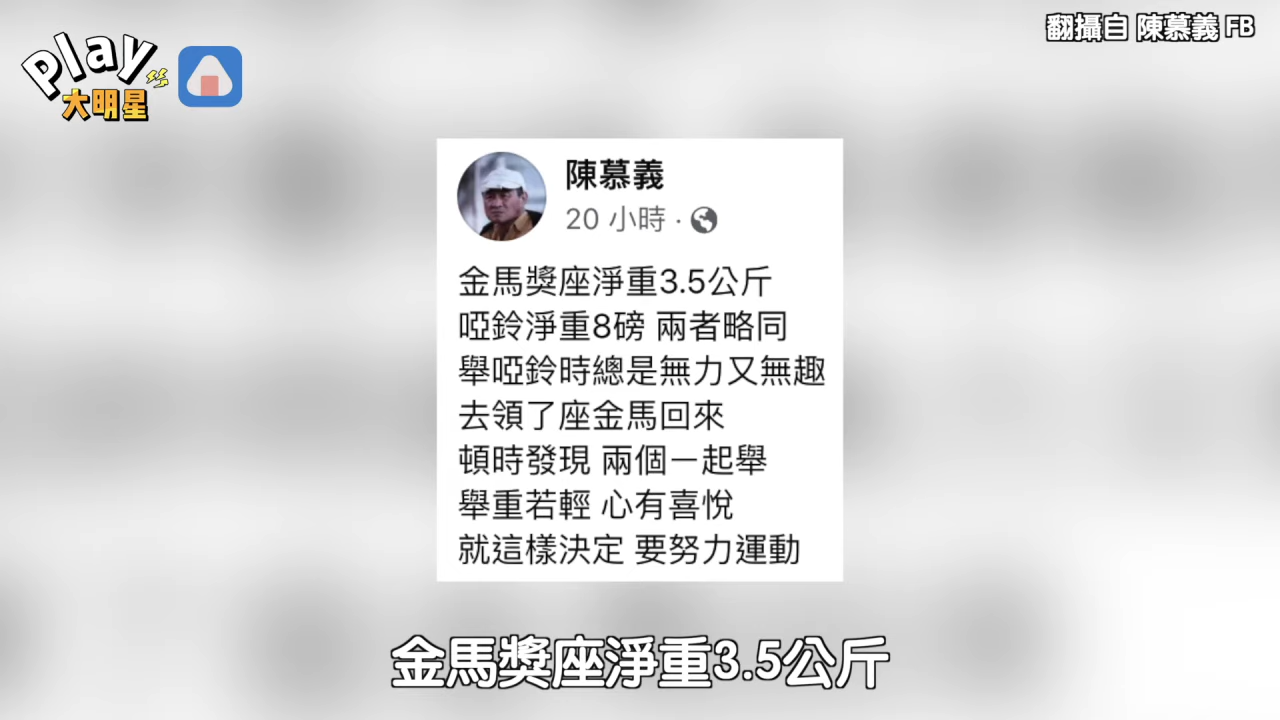 Play
大明星
翻攝自 陳慕義 FB
陳慕義
20 小時 ·
金馬獎座淨重3.5公斤
啞鈴淨重8磅 兩者略同
舉啞鈴時總是無力又無趣
去領了座金馬回來
頓時發現 兩個一起舉
舉重若輕 心有喜悅
就這樣決定 要努力運動
金馬獎座淨重3.5公斤